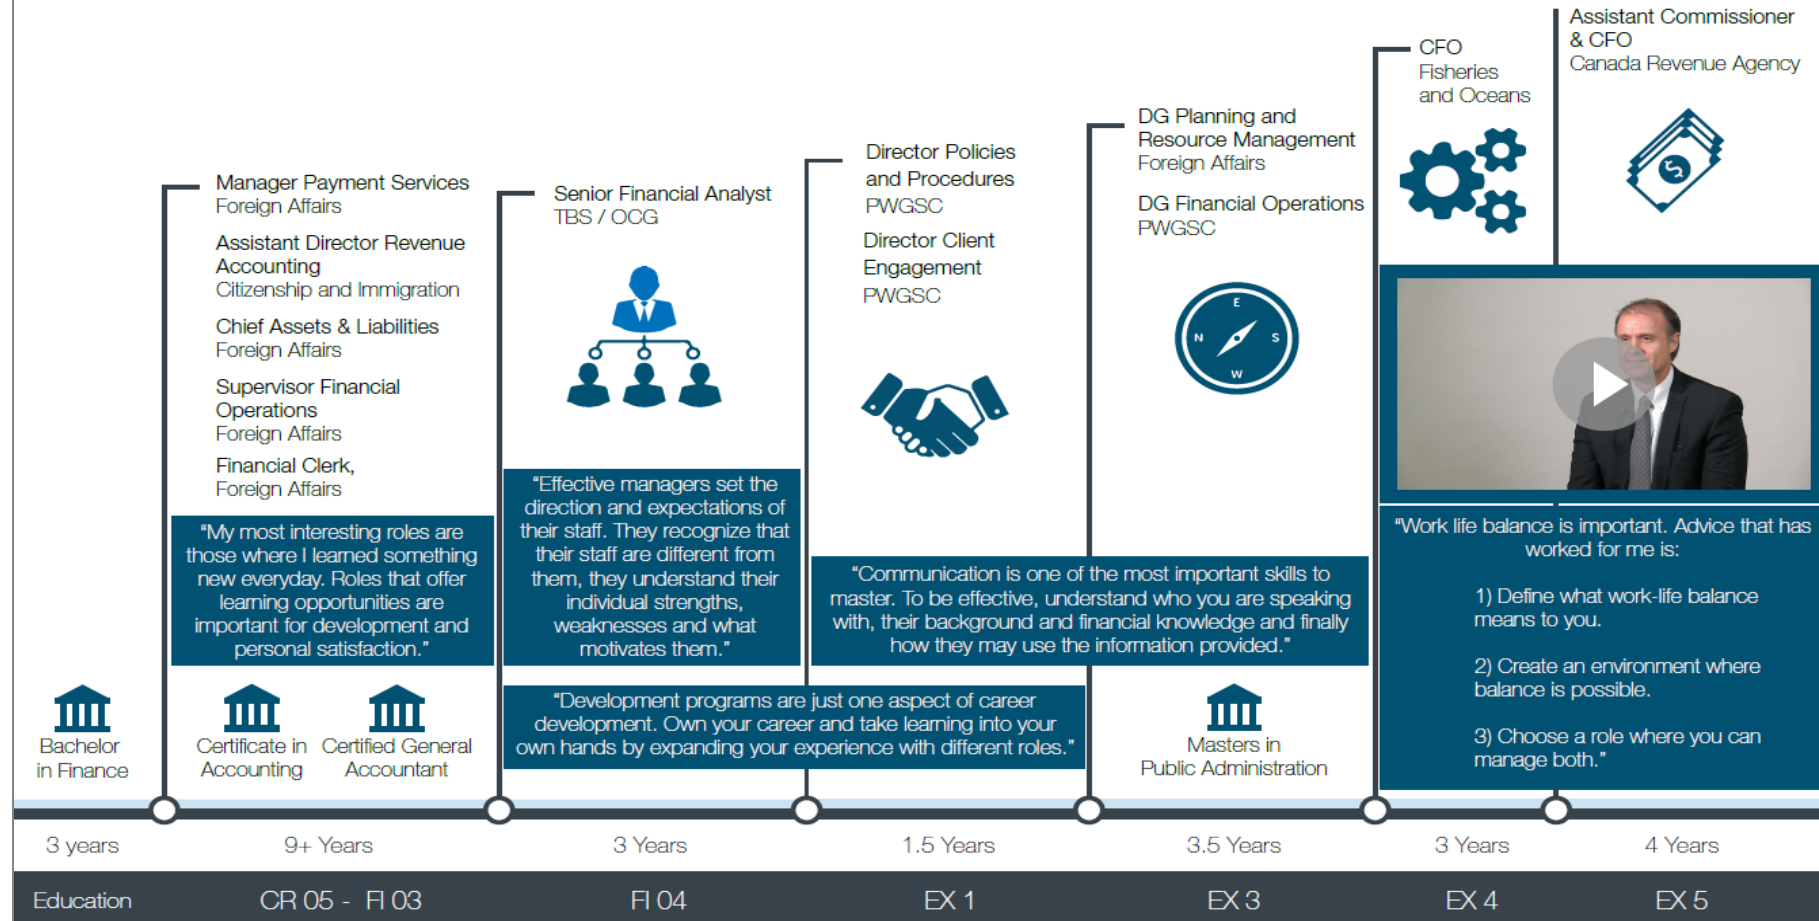 Manager Payment Services
Foreign Affairs
Assistant Director Revenue
Accounting
Citizenship and Immigration
Chief Assets & Liabilities
Foreign Affairs
Supervisor Financial
Operations
Foreign Affairs
Financial Clerk,
Foreign Affairs
“My most interesting roles are
those where I learned something
new everyday. Roles that offer
learning opportunities are
important for development and
personal satisfaction.”
Senior Financial Analyst
TBS / OCG
“Effective managers set the
direction and expectations of
their staff. They recognize that
their staff are different from
them, they understand their
individual strengths,
weaknesses and what
motivates them.”
Director Policies
and Procedures
PWGSC
Director Client
Engagement
PWGSC
DG Planning and
Resource Management
Foreign Affairs
DG Financial Operations
PWGSC
E
N
S
W
“Communication is one of the most important skills to
master. To be effective, understand who you are speaking
with, their background and financial knowledge and finally
how they may use the information provided.”
“Development programs are just one aspect of career
development. Own your career and take learning into your
own hands by expanding your experience with different roles.”
CFO
Fisheries
and Oceans
Assistant Commissioner
& CFO
Canada Revenue Agency
$
“Work life balance is important. Advice that has
worked for me is:
1) Define what work-life balance
means to you.
2) Create an environment where
balance is possible.
3) Choose a role where you can
manage both.”
Bachelor
in Finance
Certificate in
Accounting
Certified General
Accountant
Masters in
Public Administration
3 years
9+ Years
3 Years
1.5 Years
3.5 Years
3 Years
4 Years
Education
CR 05 - FI 03
FI 04
EX 1
EX 3
EX 4
EX 5